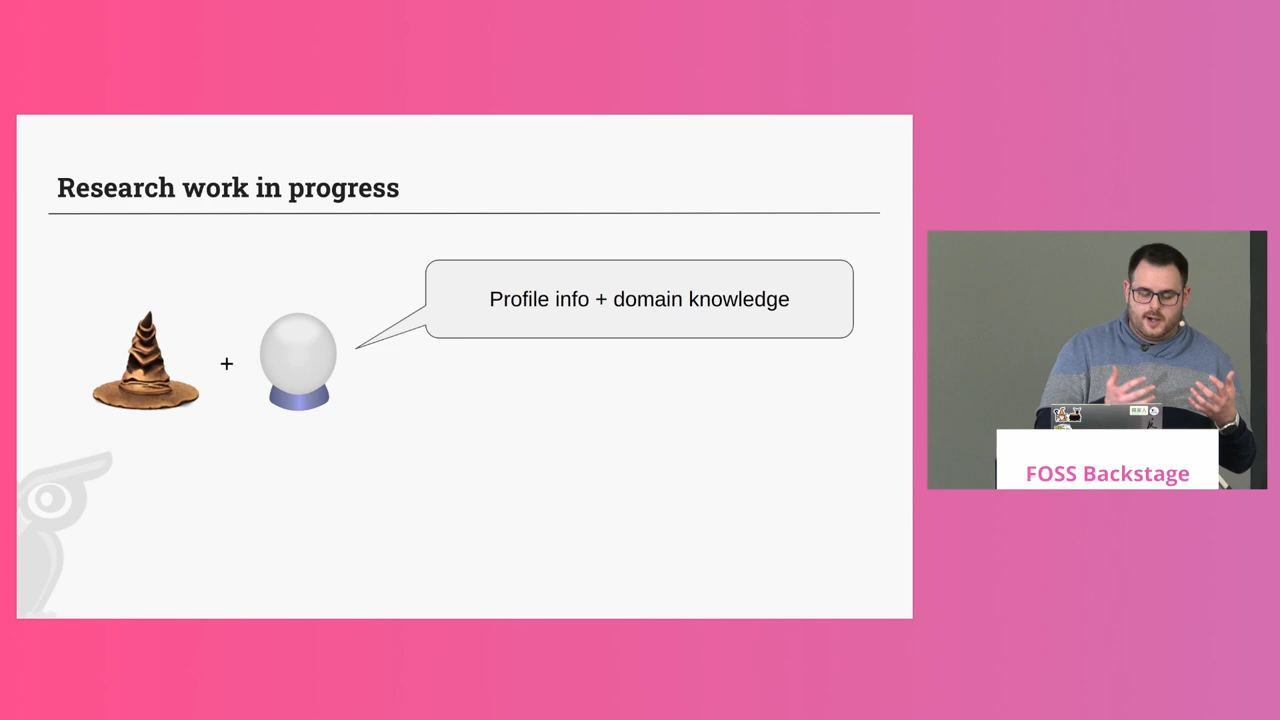 Research work in progress
Profile info + domain knowledge
+
FOSS Backstage